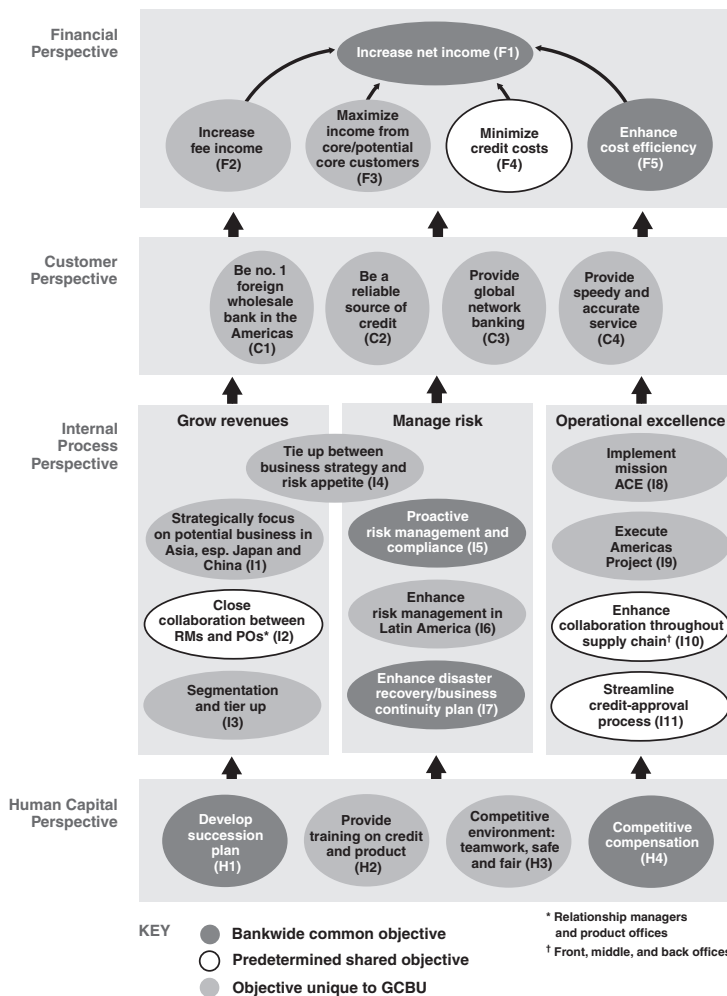 Financial
Perspective
Increase net income (F1)
Increase
fee income
(F2)
Maximize
income from
core/potential
core customers
(F3)
Minimize
credit costs
(F4)
Enhance
cost efficiency
(F5)
Customer
Perspective
Be no. 1
foreign
wholesale
bank in the
Americas
(C1)
Be a
reliable
source of
credit
(C2)
Provide
global
network
banking
(C3)
Provide
speedy and
accurate
service
(C4)
Internal
Process
Perspective
Grow revenues
Manage risk
Operational excellence
Tie up between
business strategy and
risk appetite (I4)
Strategically focus
on potential business in
Asia, esp. Japan and
China (I1)
Close
collaboration between
RMs and POs* (I2)
Segmentation
and tier up
(I3)
Proactive
risk management and
compliance (I5)
Enhance
risk management in
Latin America (I6)
Enhance disaster
recovery/business
continuity plan (I7)
Implement
mission
ACE (I8)
Execute
Americas
Project (I9)
Enhance
collaboration throughout
supply chain† (I10)
Streamline
credit-approval
process (I11)
Human Capital
Perspective
Develop
succession
plan
(H1)
Provide
training on credit
and product
(H2)
Competitive
environment:
teamwork, safe
and fair (H3)
Competitive
compensation
(H4)
KEY
Bankwide common objective
Predetermined shared objective
Objective unique to GCBU
* Relationship managers
and product offices
† Front, middle, and back offices